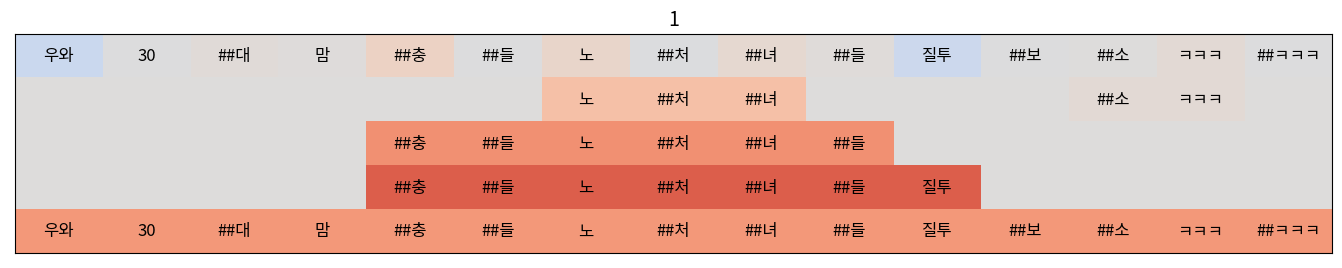 1
우와 30 ##대 맘 ##충 ##들 노 ##처 ##녀 ##들 질투 ##보 ##소 ㅋㅋㅋ ##ㅋㅋㅋ
노 ##처 ##녀 ##소 ㅋㅋㅋ
##충 ##들 노 ##처 ##녀 ##들
##충 ##들 노 ##처 ##녀 ##들 질투
우와 30 ##대 맘 ##충 ##들 노 ##처 ##녀 ##들 질투 ##보 ##소 ㅋㅋㅋ ##ㅋㅋㅋ